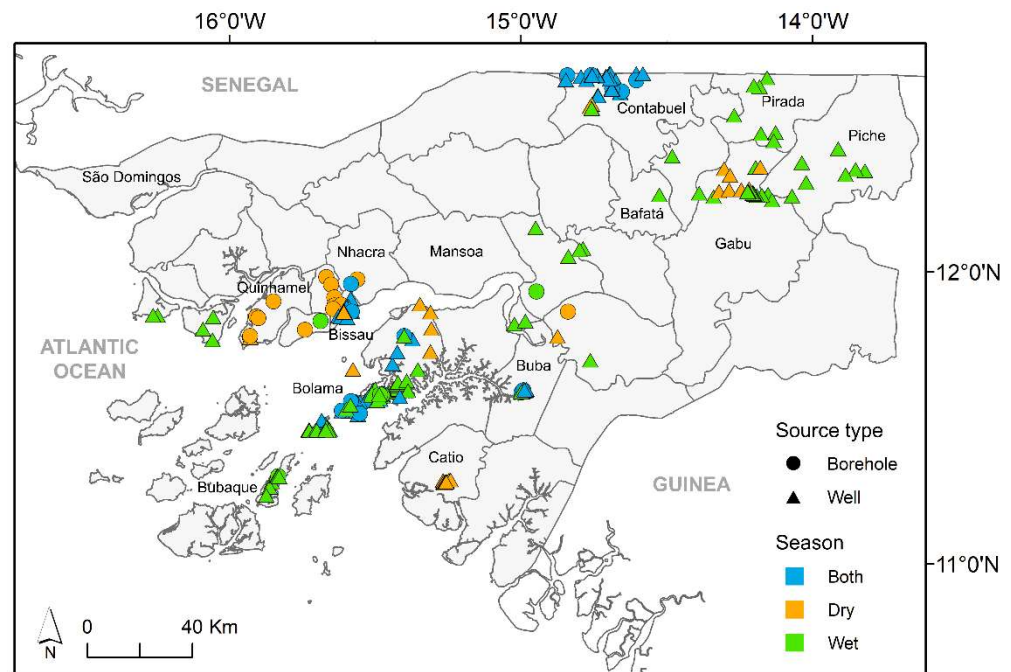 16°0'W 15°0'W 14°0'W
SENEGAL
Contabuel
Pirada
Piche
São Domingos
Bafatá
Nhacra
Mansoa
Gabu
12°0'N
Quinhamel
Bissau
ATLANTIC
OCEAN
Buba
Bolama
Source type
Borehole
Catio
Well
Bubaque
GUINEA
Season
Both
11°0'N
Dry
0 40 Km
Wet
N